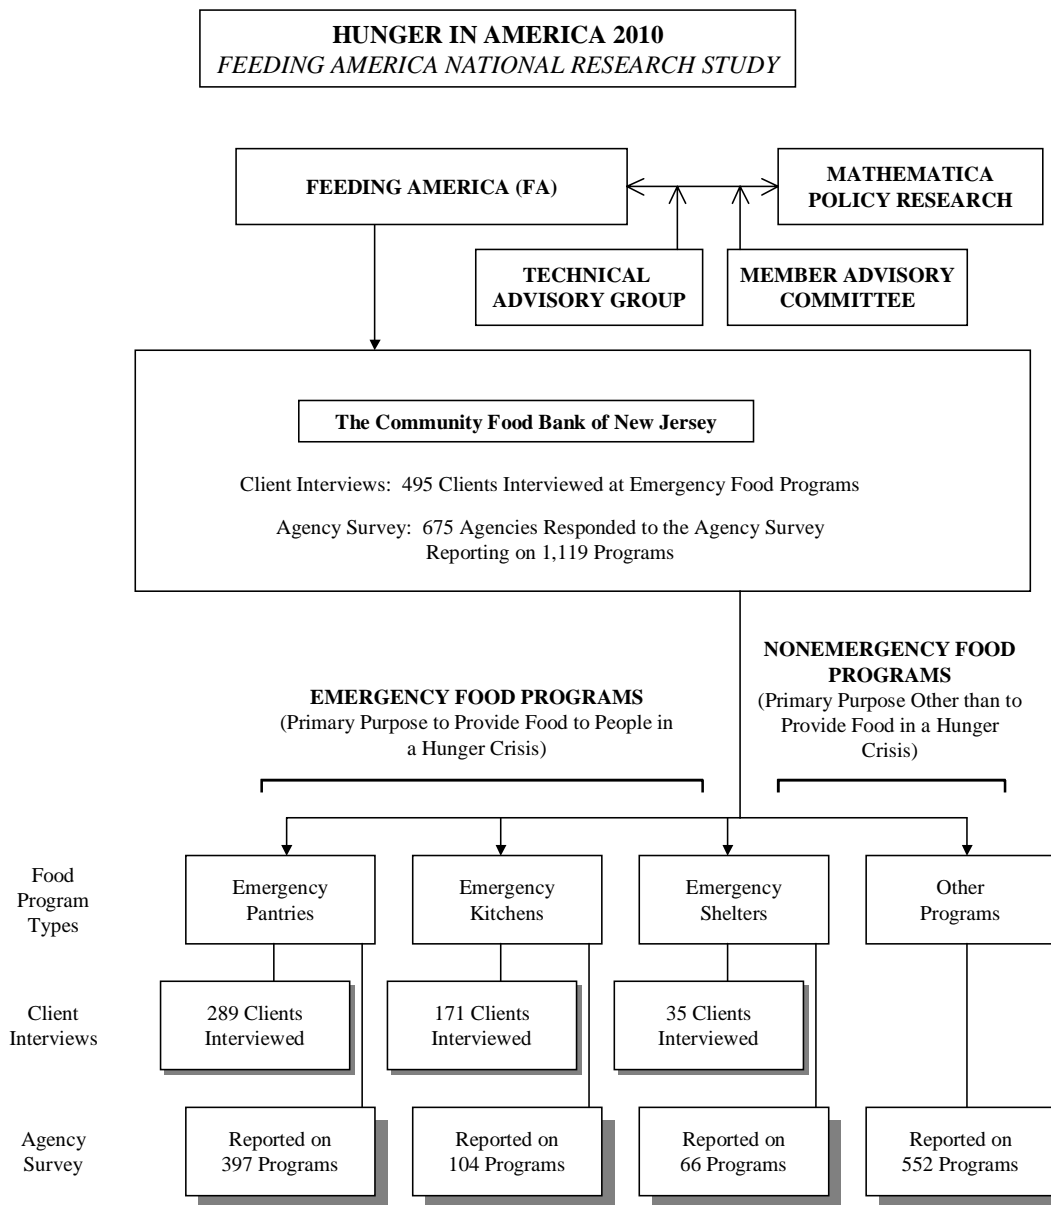 HUNGER IN AMERICA 2010
FEEDING AMERICA NATIONAL RESEARCH STUDY
FEEDING AMERICA (FA)
MATHEMATICA
POLICY RESEARCH
TECHNICAL
ADVISORY GROUP
MEMBER ADVISORY
COMMITTEE
The Community Food Bank of New Jersey
Client Interviews:  495 Clients Interviewed at Emergency Food Programs
Agency Survey:  675 Agencies Responded to the Agency Survey
Reporting on 1,119 Programs
EMERGENCY FOOD PROGRAMS
(Primary Purpose to Provide Food to People in
a Hunger Crisis)
NONEMERGENCY FOOD
PROGRAMS
(Primary Purpose Other than to
Provide Food in a Hunger
Crisis)
Food
Program
Types
Emergency
Pantries
Emergency
Kitchens
Emergency
Shelters
Other
Programs
Client
Interviews
289 Clients
Interviewed
171 Clients
Interviewed
35 Clients
Interviewed
Agency
Survey
Reported on
397 Programs
Reported on
104 Programs
Reported on
66 Programs
Reported on
552 Programs